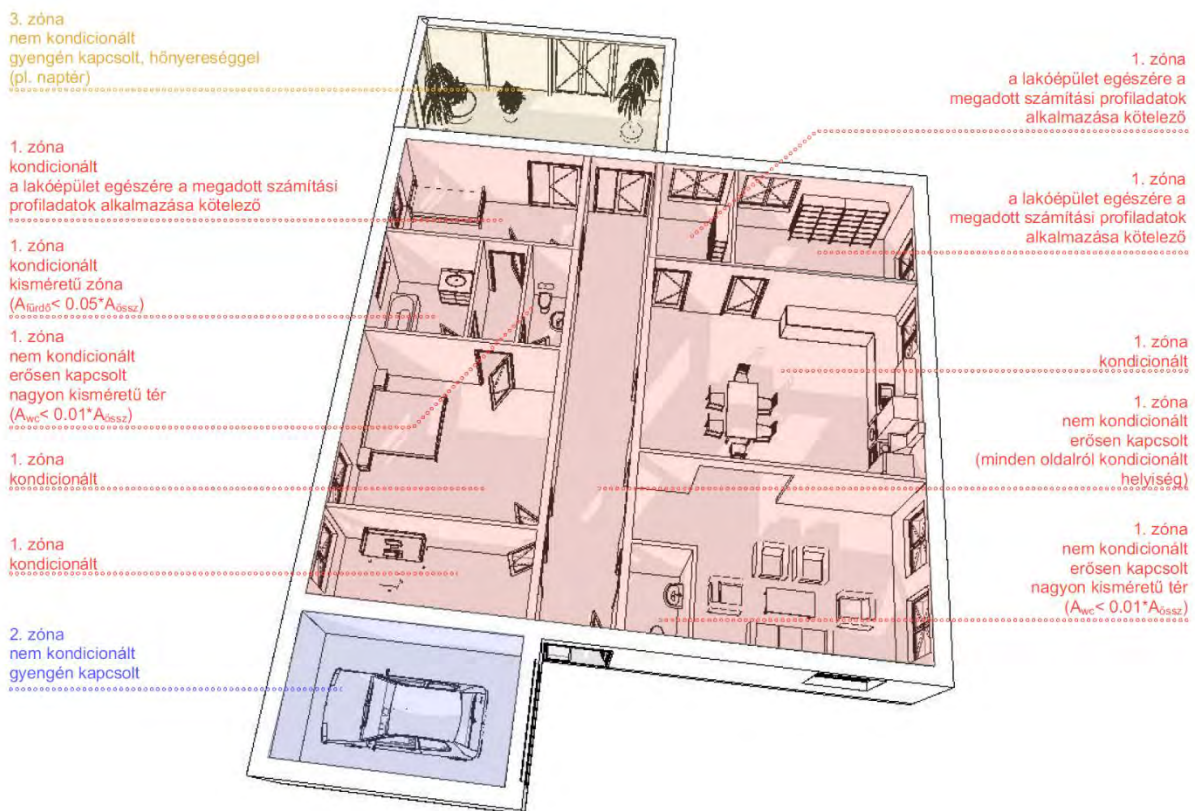 3. zóna
nem kondicionált
gyengén kapcsolt, hőnyereséggel
(pl. naptér)
1. zóna
kondicionált
a lakóépület egészére a megadott számítási
profiladatok alkalmazása kötelező
1. zóna
kondicionált
kisméretű zóna
(Afürdő< 0.05*Aössz)
1. zóna
nem kondicionált
erősen kapcsolt
nagyon kisméretű tér
(Awc< 0.01*Aössz)
1. zóna
kondicionált
1. zóna
kondicionált
2. zóna
nem kondicionált
gyengén kapcsolt
1. zóna
a lakóépület egészére a
megadott számítási profiladatok
alkalmazása kötelező
1. zóna
a lakóépület egészére a
megadott számítási profiladatok
alkalmazása kötelező
1. zóna
kondicionált
1. zóna
nem kondicionált
erősen kapcsolt
(minden oldalról kondicionált
helyiség)
1. zóna
nem kondicionált
erősen kapcsolt
nagyon kisméretű tér
(Awc< 0.01*Aössz)